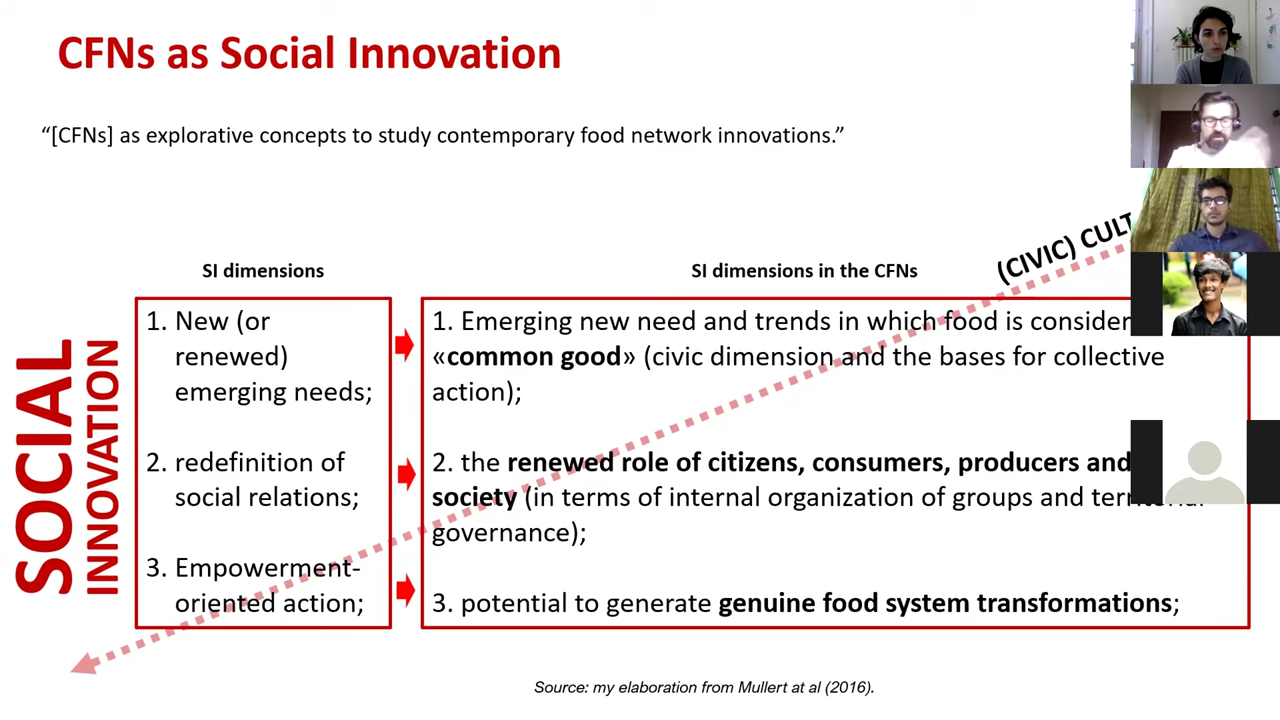 CFNs as Social Innovation
“[CFNs] as explorative concepts to study contemporary food network innovations.”
(CIVIC)
SI dimensions
SI dimensions in the CFNs
SOCIAL
INNOVATION
1. New (or
renewed)
emerging needs;
2. redefinition of
social relations;
3. Empowerment-
oriented action;
1. Emerging new need and trends in which food is
«common good» (civic dimension and the bases for collective
action);
2. the renewed role of citizens, consumers, producers and
society (in terms of internal organization of groups and
governance);
3. potential to generate genuine food system transformations;
Source: my elaboration from Mullert at al (2016).